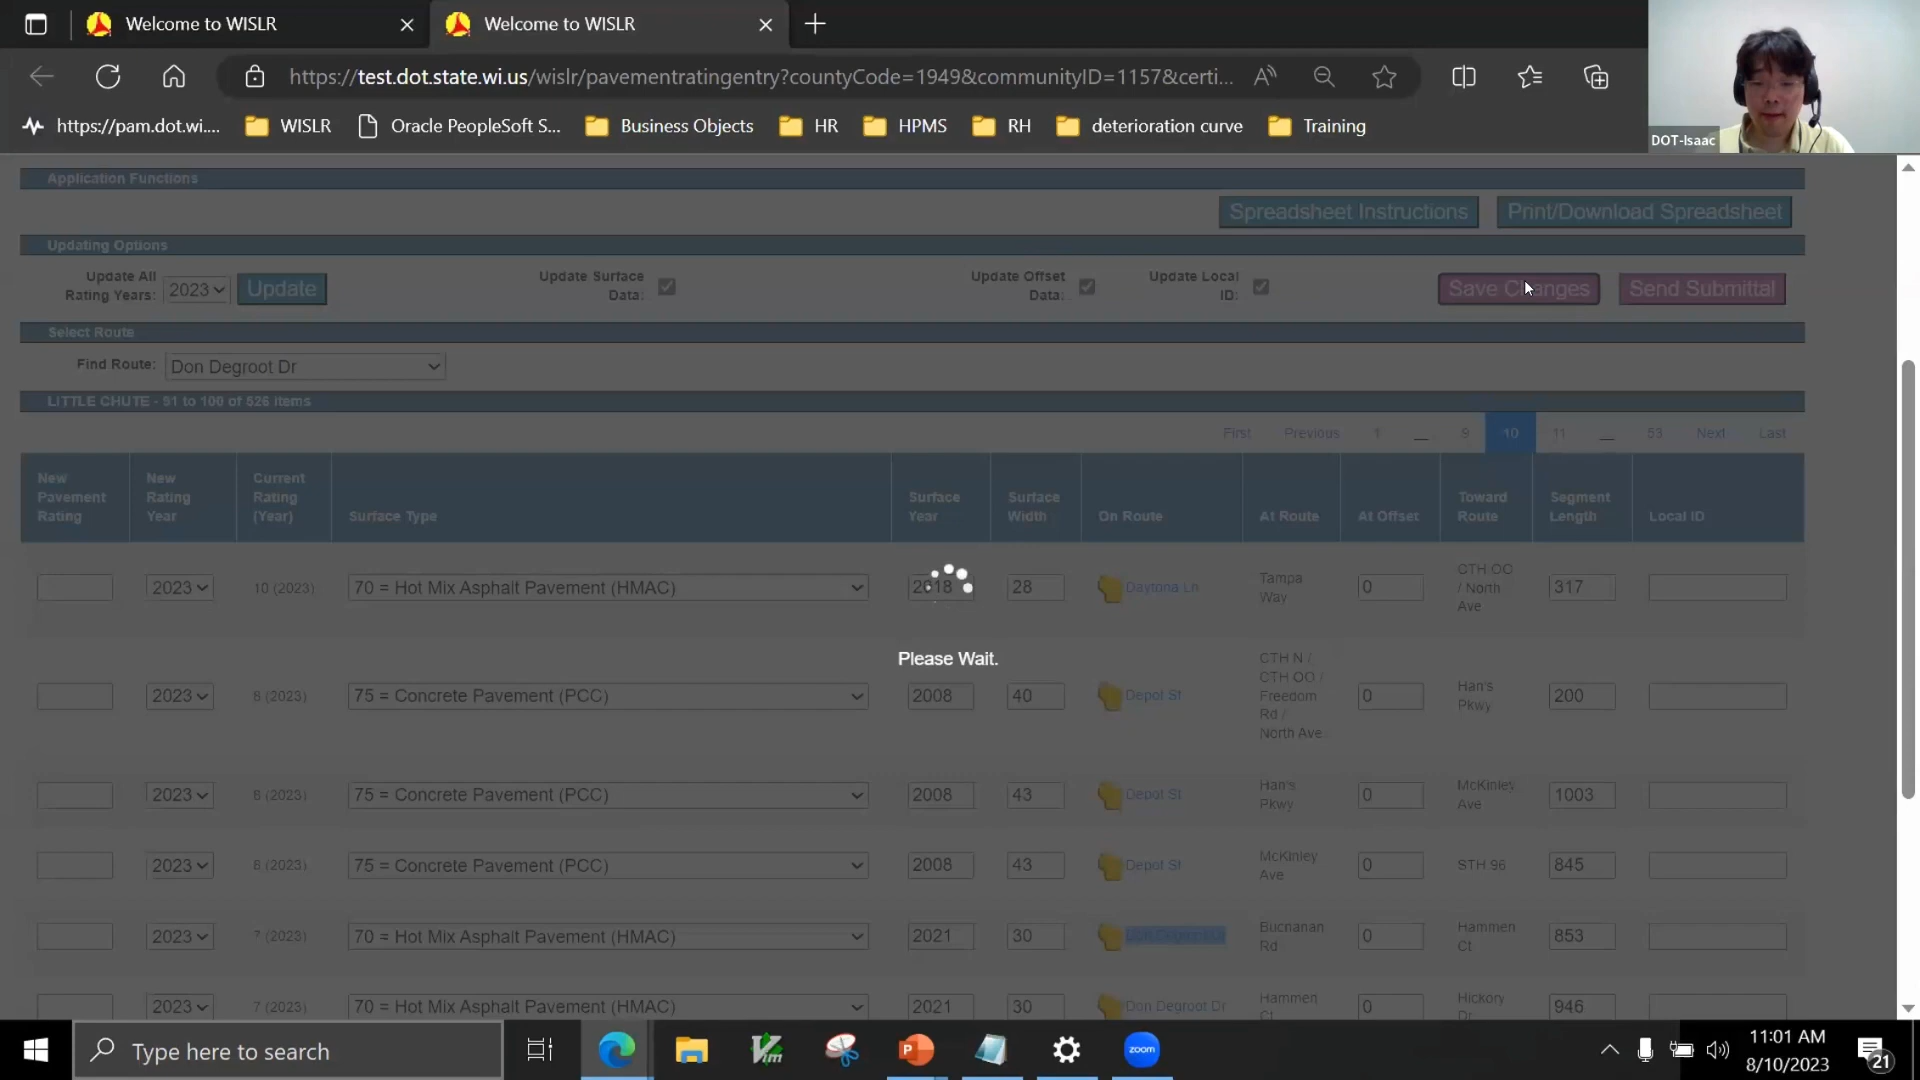 Welcome to WISLR
Welcome to WISLR
https://test.dot.state.wi.us/wislr/pavementratingentry?countyCode=1949&communityID=1157&certi...
https://pam.dot.wi....
WISLR
Oracle PeopleSoft S...
Business Objects
HR
HPMS
RH
deterioration curve
Training
DOT-Isaac
Application Functions
Spreadsheet Instructions
Print/Download Spreadsheet
Updating Options
Update All Rating Years:
2023
Update
Update Surface Data:
Update Offset Data:
Update Local ID:
Save Changes
Send Submittal
Select Route
Find Route:
Don Degroot Dr
LITTLE CHUTE - 91 to 100 of 526 items
First Previous 1 ... 9 10 11 ... 53 Next Last
New Pavement Rating
New Rating Year
Current Rating (Year)
Surface Type
Surface Year
Surface Width
On Route
At Route
At Offset
Toward Route
Segment Length
Local ID
2023 10 (2023) 70 = Hot Mix Asphalt Pavement (HMAC) 2018 28 Daytona Ln Tampa Way 0 CTH OO / North Ave 317
2023 8 (2023) 75 = Concrete Pavement (PCC) 2008 40 Depot St CTH N / CTH OO / Freedom Rd / North Ave 0 Han's Pkwy 200
2023 8 (2023) 75 = Concrete Pavement (PCC) 2008 43 Depot St Han's Pkwy 0 McKinley Ave 1003
2023 8 (2023) 75 = Concrete Pavement (PCC) 2008 43 Depot St McKinley Ave 0 STH 96 845
2023 7 (2023) 70 = Hot Mix Asphalt Pavement (HMAC) 2021 30 Don Degroot Dr Buchanan Rd 0 Hammen Ct 853
2023 7 (2023) 70 = Hot Mix Asphalt Pavement (HMAC) 2021 30 Don Degroot Dr Hammen Ct 0 Hickory Dr 946
Please Wait.
Type here to search
zoom
11:01 AM
8/10/2023
21